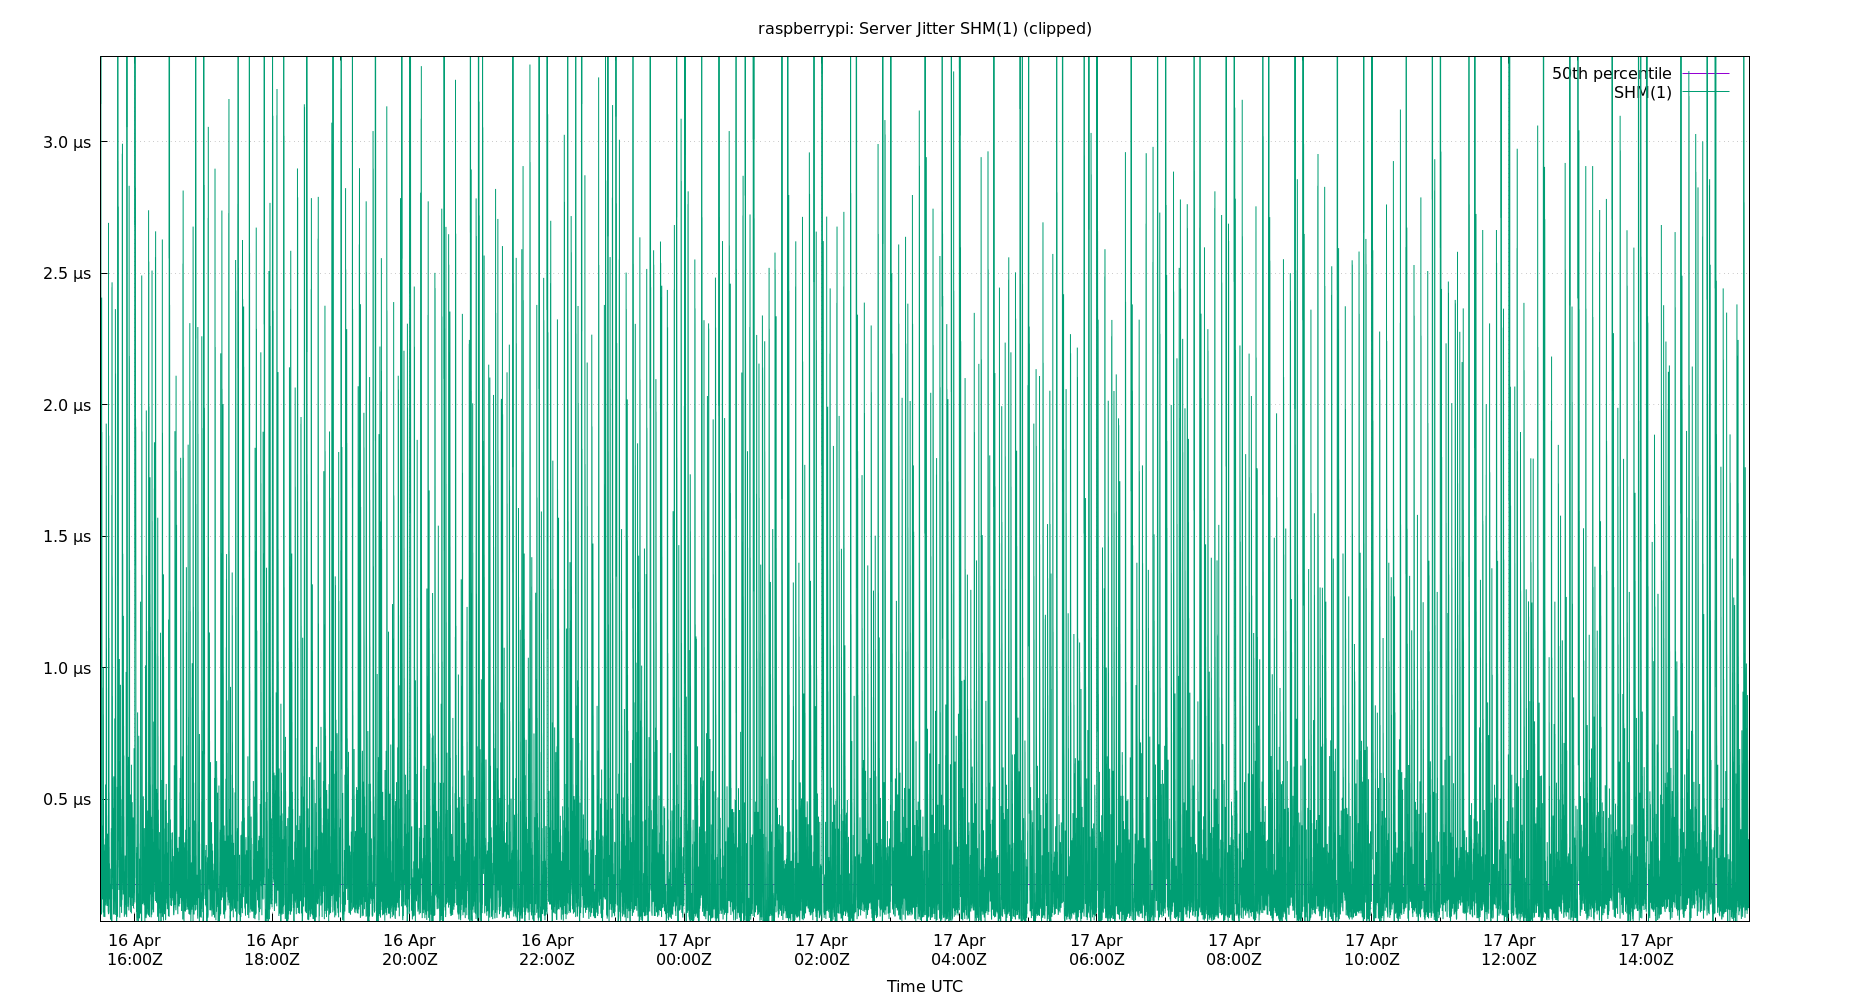 raspberrypi: Server Jitter SHM(1) (clipped)
50th percentile
SHM(1)
3.0 µs
2.5 µs
2.0 µs
1.5 µs
1.0 µs
0.5 µs
16 Apr 16 Apr 16 Apr 16 Apr 17 Apr 17 Apr 17 Apr 17 Apr 17 Apr 17 Apr 17 Apr 17 Apr
16:00Z 18:00Z 20:00Z 22:00Z 00:00Z 02:00Z 04:00Z 06:00Z 08:00Z 10:00Z 12:00Z 14:00Z
Time UTC